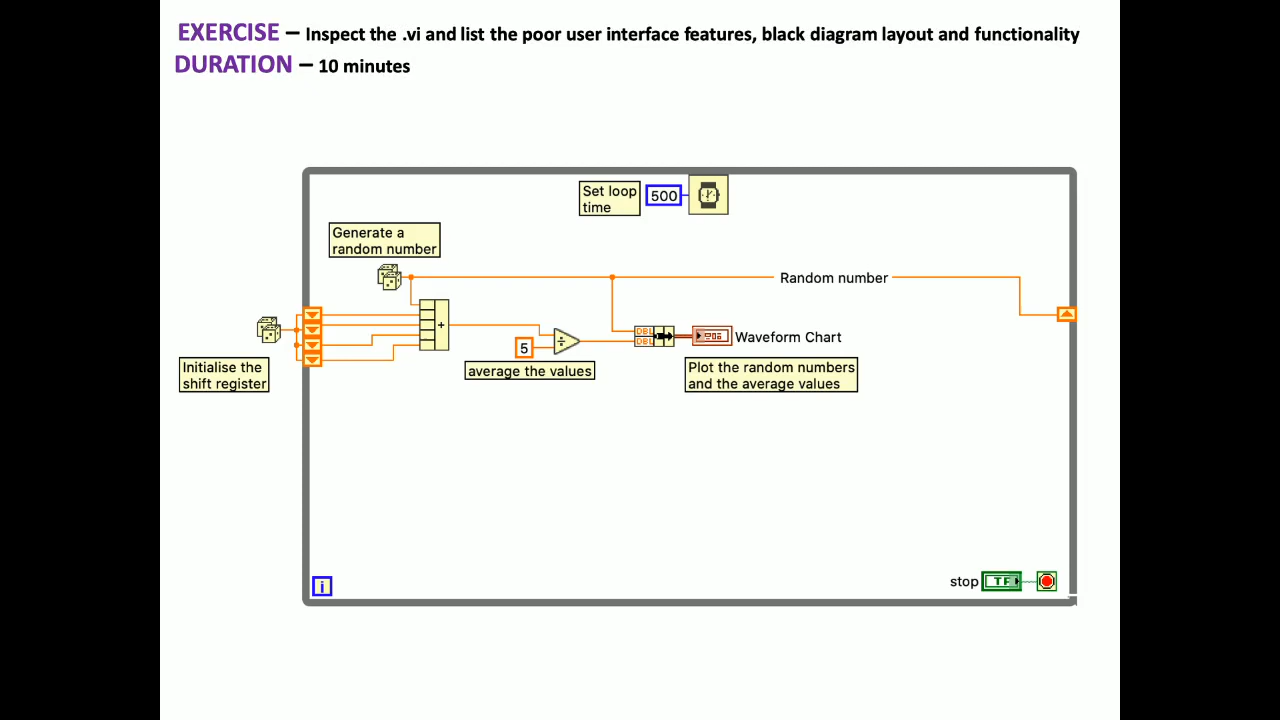 EXERCISE – Inspect the .vi and list the poor user interface features, black diagram layout and functionality
DURATION – 10 minutes
Set loop
time
500
Generate a
random number
Random number
Initialise the
shift register
+
÷
5
average the values
DBL
DBL
Waveform Chart
Plot the random numbers
and the average values
i
stop
TF